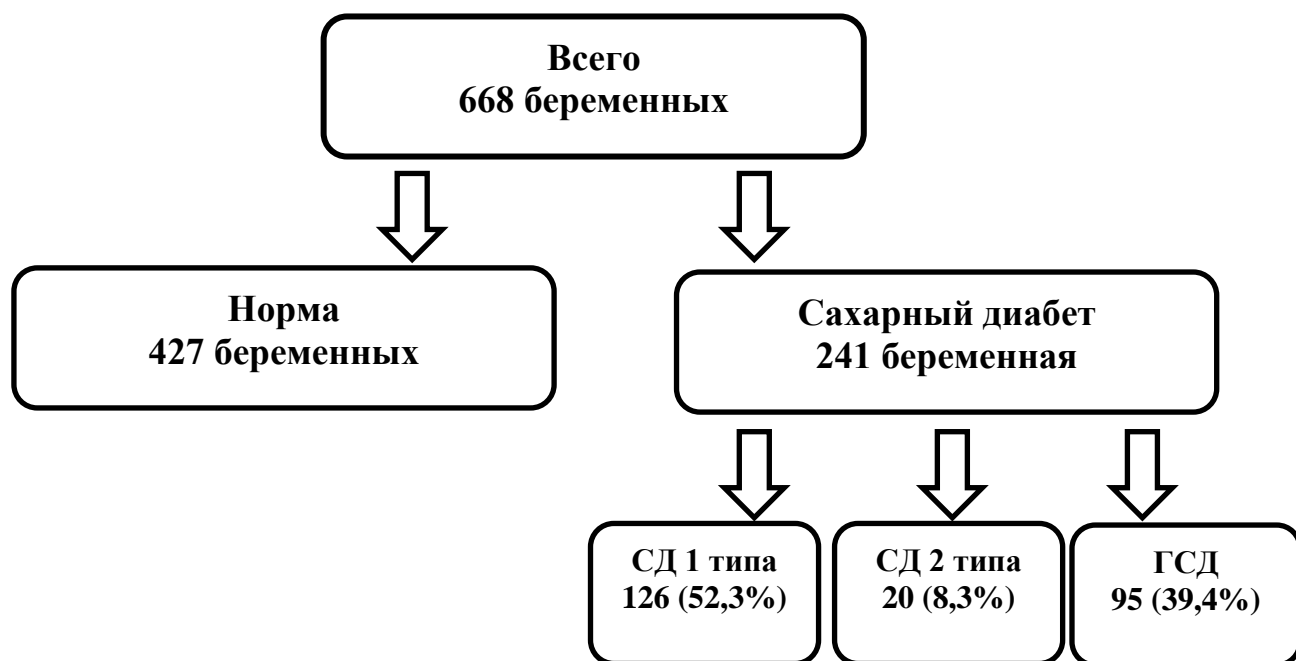 Всего
668 беременных
Норма
427 беременных
Сахарный диабет
241 беременная
СД 1 типа
126 (52,3%)
СД 2 типа
20 (8,3%)
ГСД
95 (39,4%)